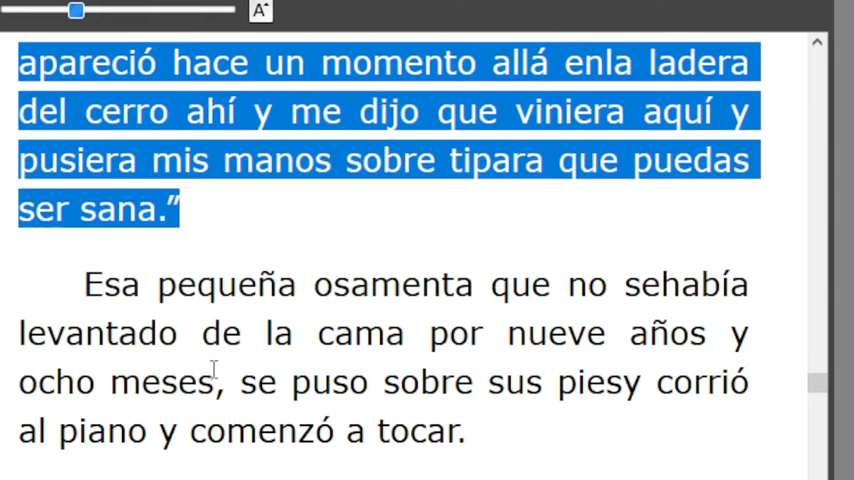 A
apareció hace un momento allá enla ladera
del cerro ahí y me dijo que viniera aquí y
pusiera mis manos sobre tipara que puedas
ser sana.”
Esa pequeña osamenta que no sehabía
levantado de la cama por nueve años y
ocho meses, se puso sobre sus piesy corrió
al piano y comenzó a tocar.